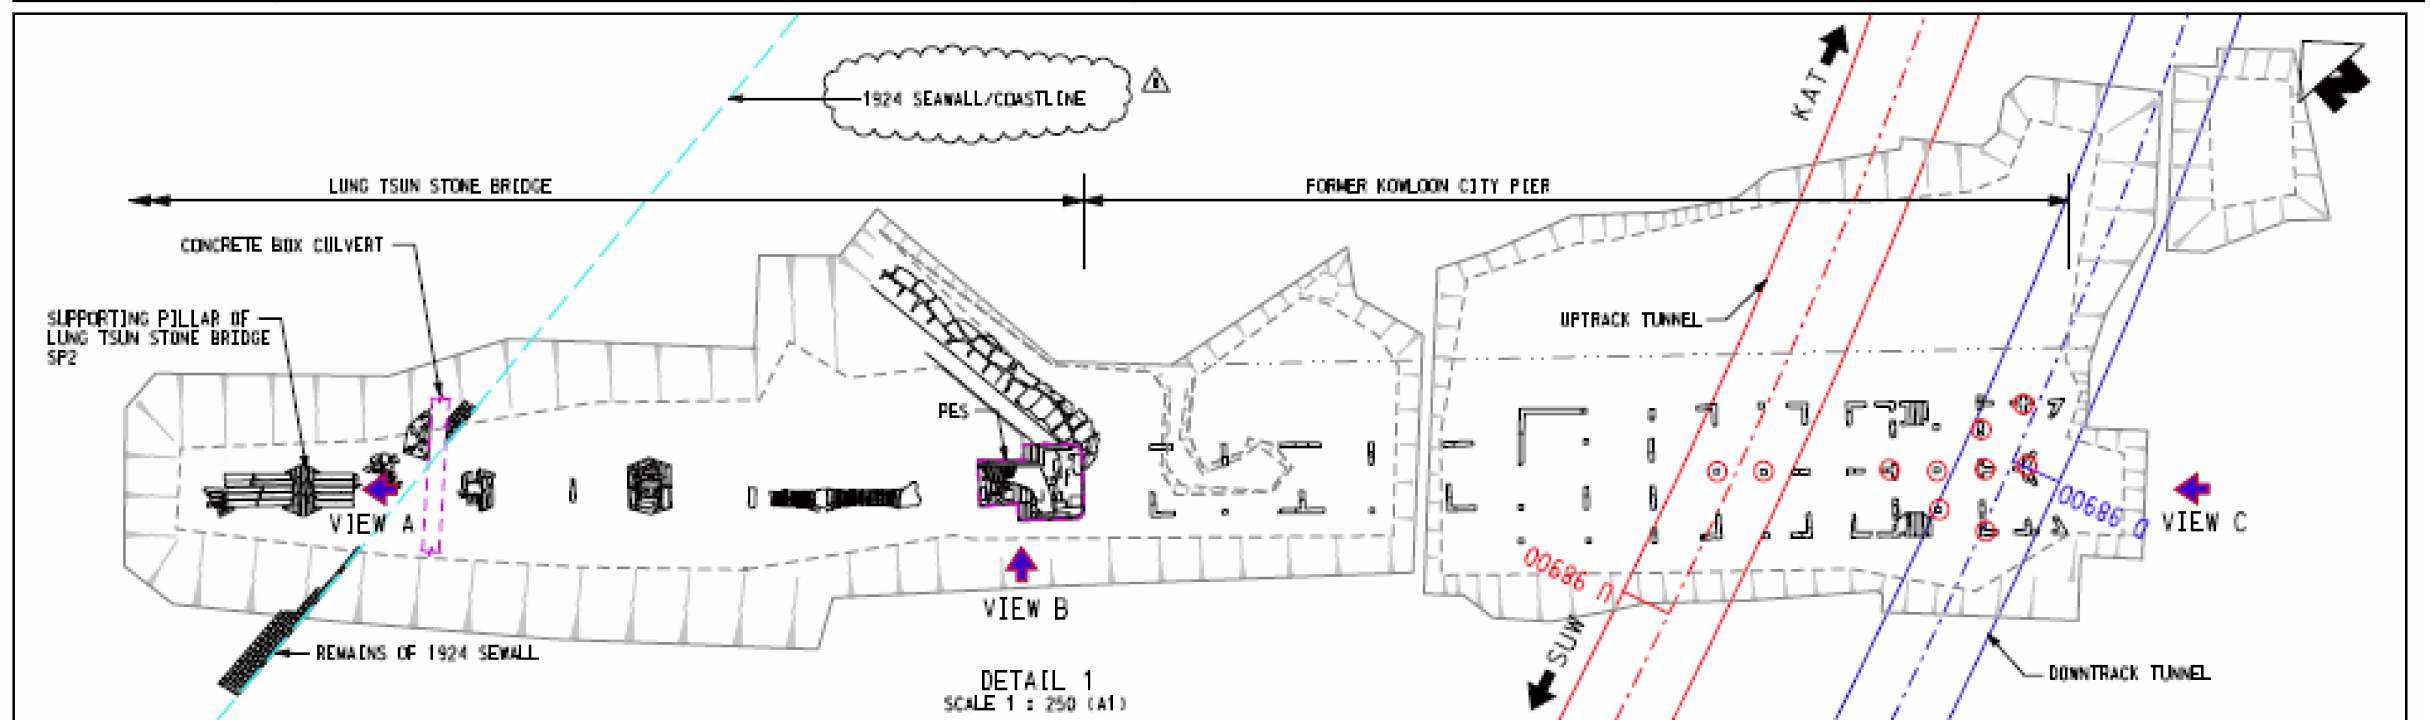 1924 SEAWALL/COASTLINE
KAT
LUNG TSUN STONE BRIDGE
FORMER KOWLOON CITY PIER
CONCRETE BOX CULVERT
SUPPORTING PILLAR OF
LUNG TSUN STONE BRIDGE
SP2
UPTRACK TUNNEL
PES
VIEW A
VIEW B
VIEW C
D 98900
U 98900
SUW
REMAINS OF 1924 SEWALL
DOWNTRACK TUNNEL
DETAIL 1
SCALE 1 : 250 (A1)